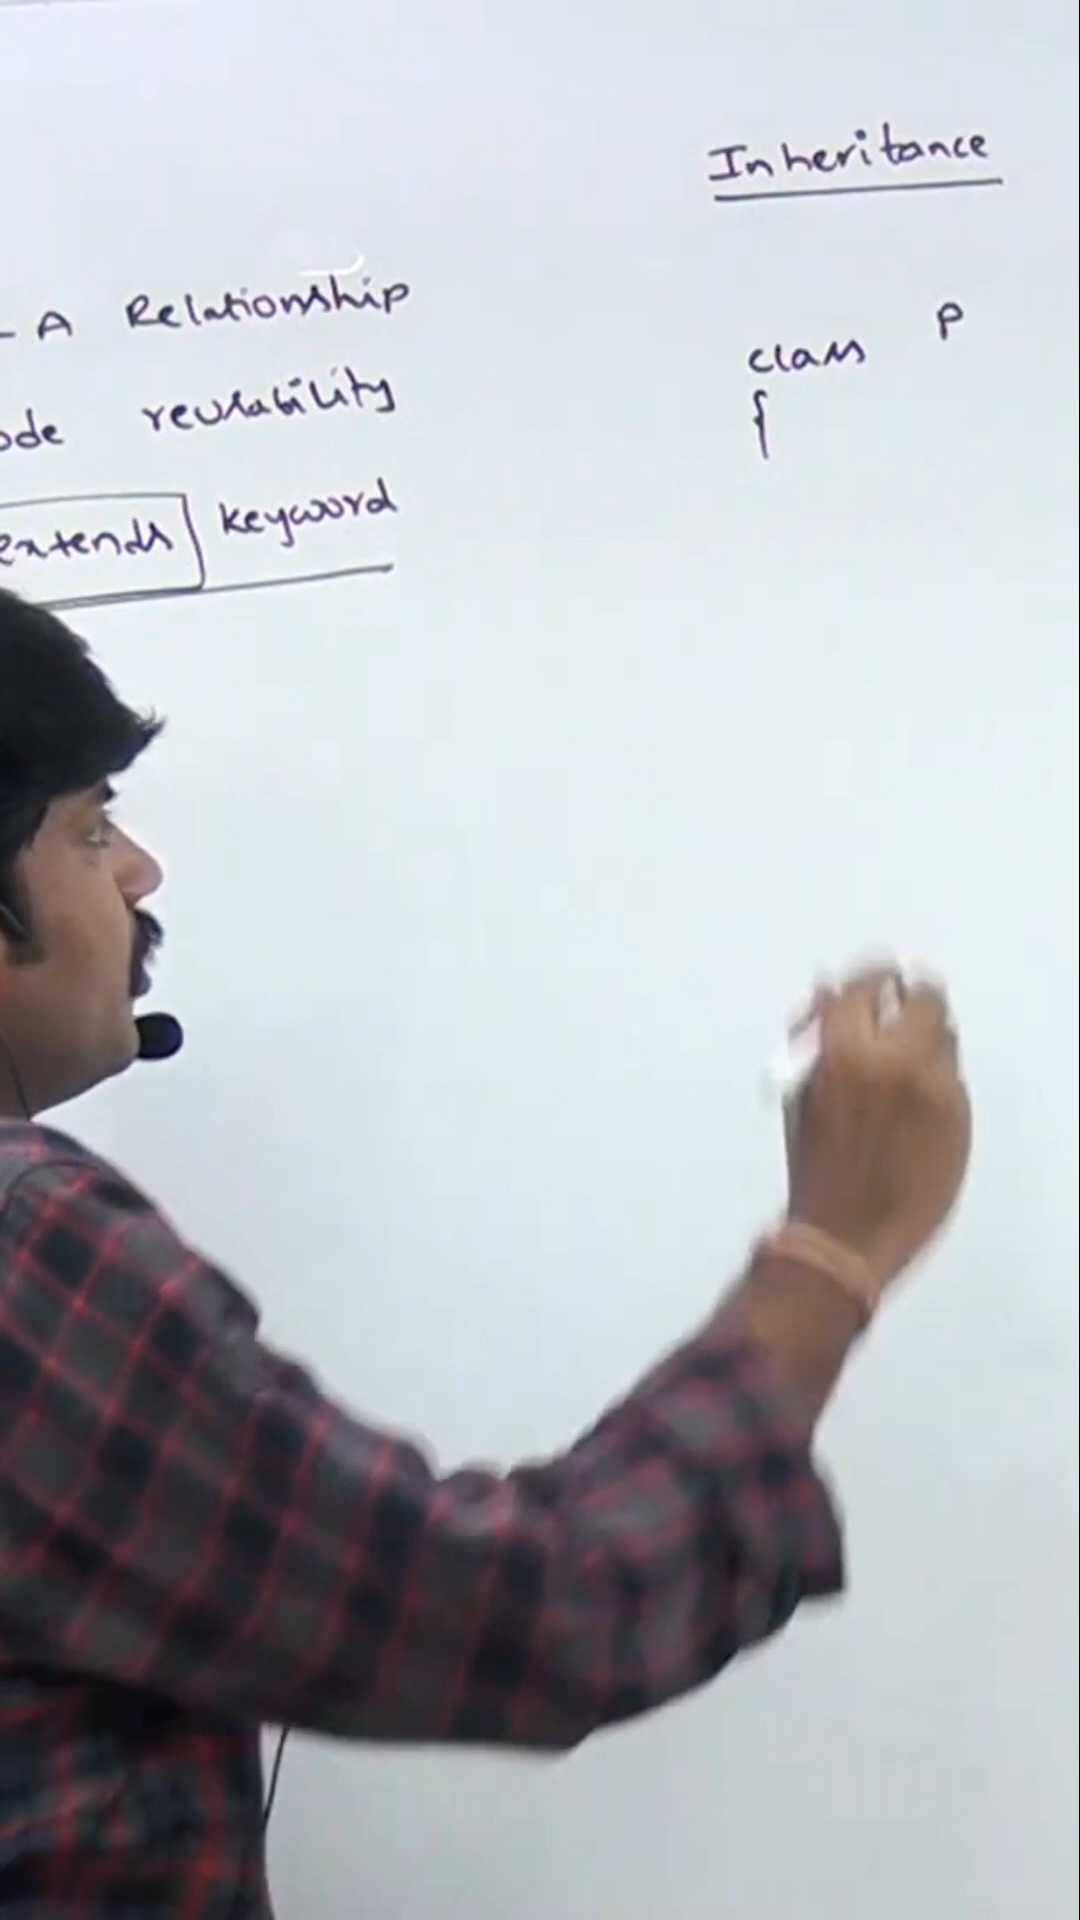 Inheritance
- A Relationship
ode reusability
extends keyword
class P
{